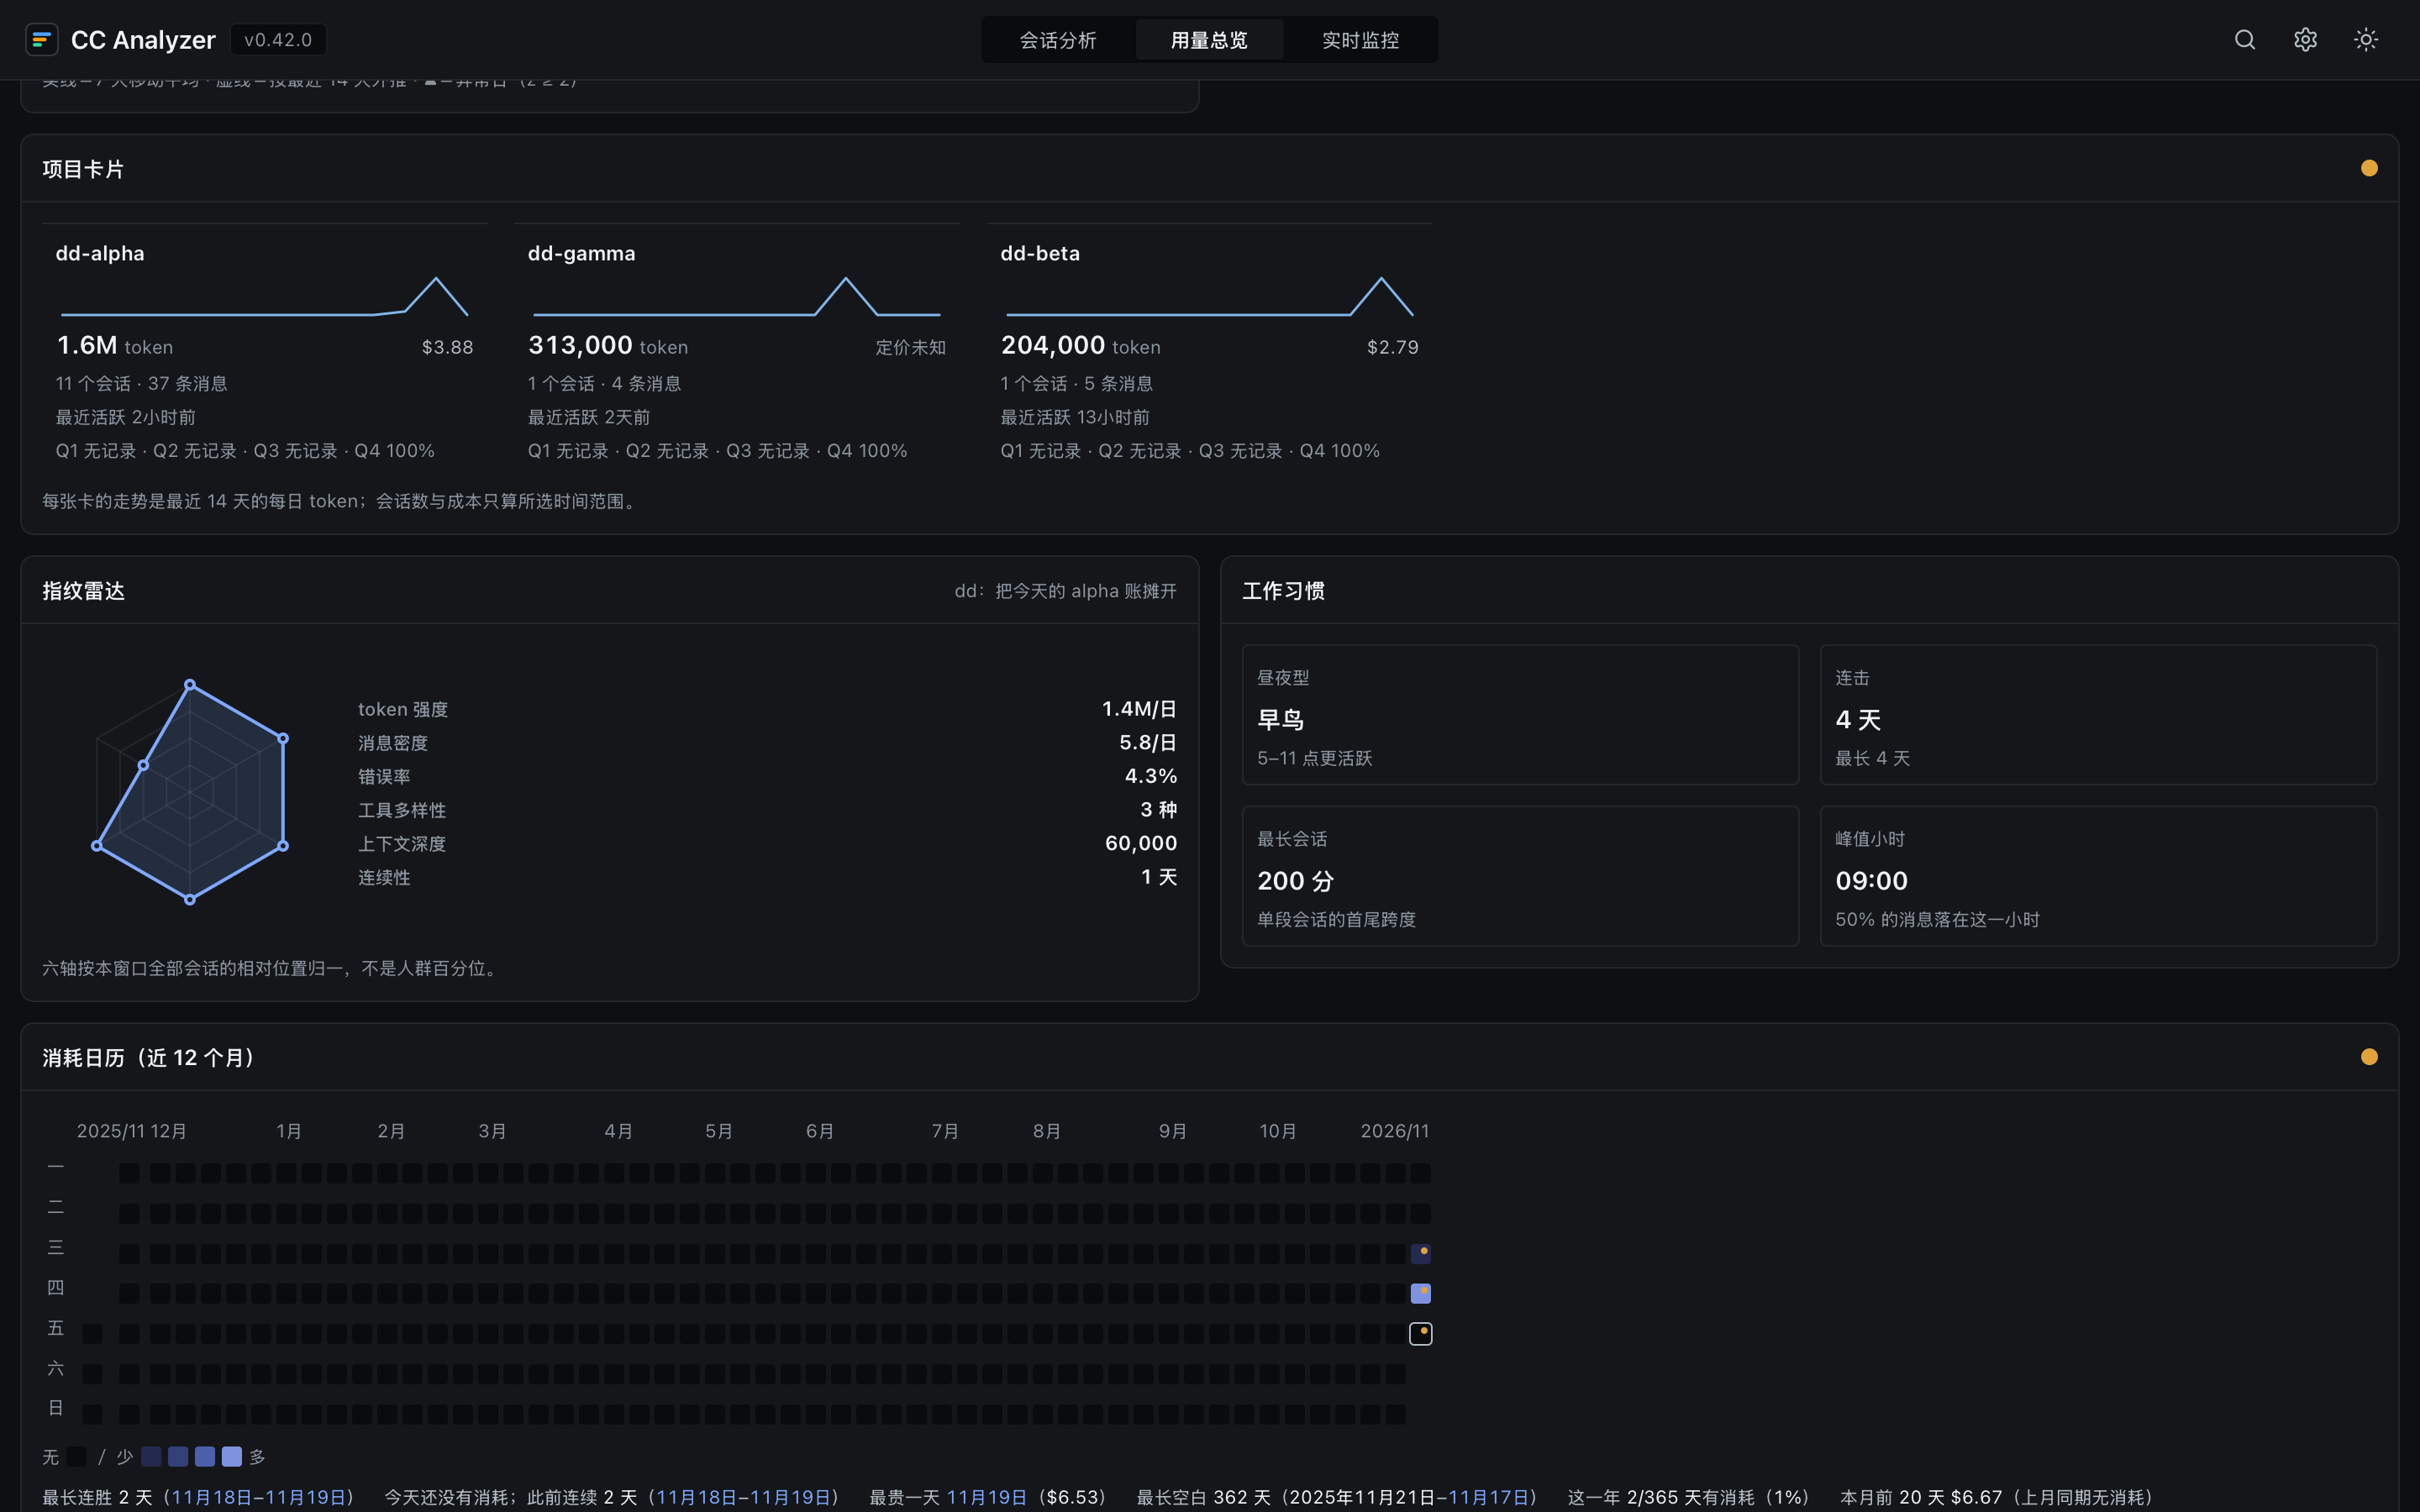 CC Analyzer v0.42.0 会话分析 用量总览 实时监控
实线=7 天移动平均 · 虚线=按最近 14 天外推 ·
项目卡片
dd-alpha
1.6M token $3.88
11 个会话 · 37 条消息
最近活跃 2小时前
Q1 无记录 · Q2 无记录 · Q3 无记录 · Q4 100%
dd-gamma
313,000 token 定价未知
1 个会话 · 4 条消息
最近活跃 2天前
Q1 无记录 · Q2 无记录 · Q3 无记录 · Q4 100%
dd-beta
204,000 token $2.79
1 个会话 · 5 条消息
最近活跃 13小时前
Q1 无记录 · Q2 无记录 · Q3 无记录 · Q4 100%
每张卡的走势是最近 14 天的每日 token；会话数与成本只算所选时间范围。
指纹雷达 dd：把今天的 alpha 账摊开
token 强度 1.4M/日
消息密度 5.8/日
错误率 4.3%
工具多样性 3 种
上下文深度 60,000
连续性 1 天
六轴按本窗口全部会话的相对位置归一，不是人群百分位。
工作习惯
昼夜型
早鸟
5–11 点更活跃
连击
4 天
最长 4 天
最长会话
200 分
单段会话的首尾跨度
峰值小时
09:00
50% 的消息落在这一小时
消耗日历（近 12 个月）
2025/11 12月 1月 2月 3月 4月 5月 6月 7月 8月 9月 10月 2026/11
一
二
三
四
五
六
日
无 / 少 多
最长连胜 2 天（11月18日–11月19日） 今天还没有消耗；此前连续 2 天（11月18日–11月19日） 最贵一天 11月19日（$6.53） 最长空白 362 天（2025年11月21日–11月17日） 这一年 2/365 天有消耗（1%） 本月前 20 天 $6.67（上月同期无消耗）